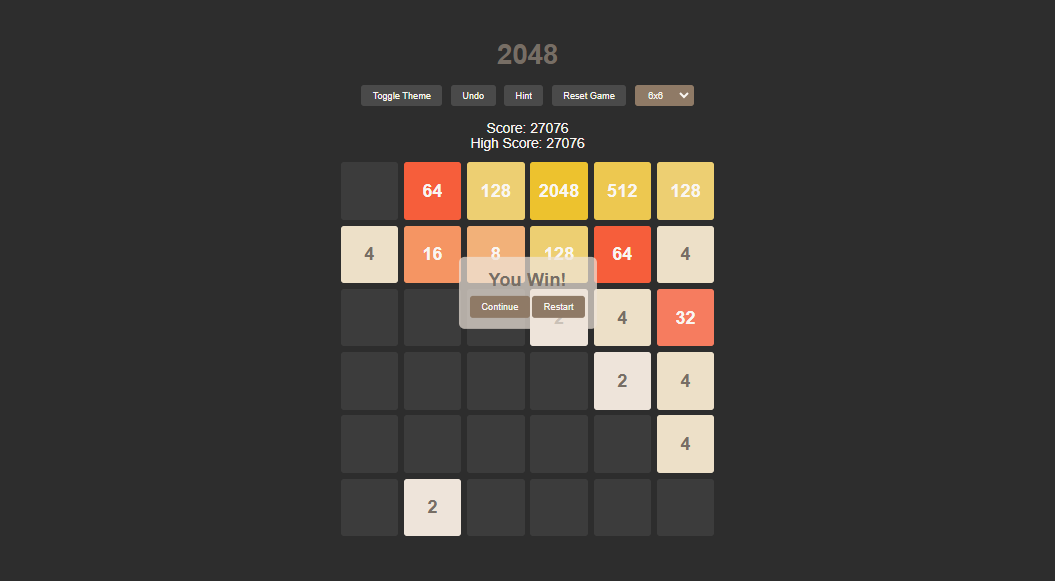 2048
Toggle Theme Undo Hint Reset Game 6x6
Score: 27076
High Score: 27076
64 128 2048 512 128
4 16 8 128 64 4
You Win!
Continue Restart
2 4 32
2 4
4
2